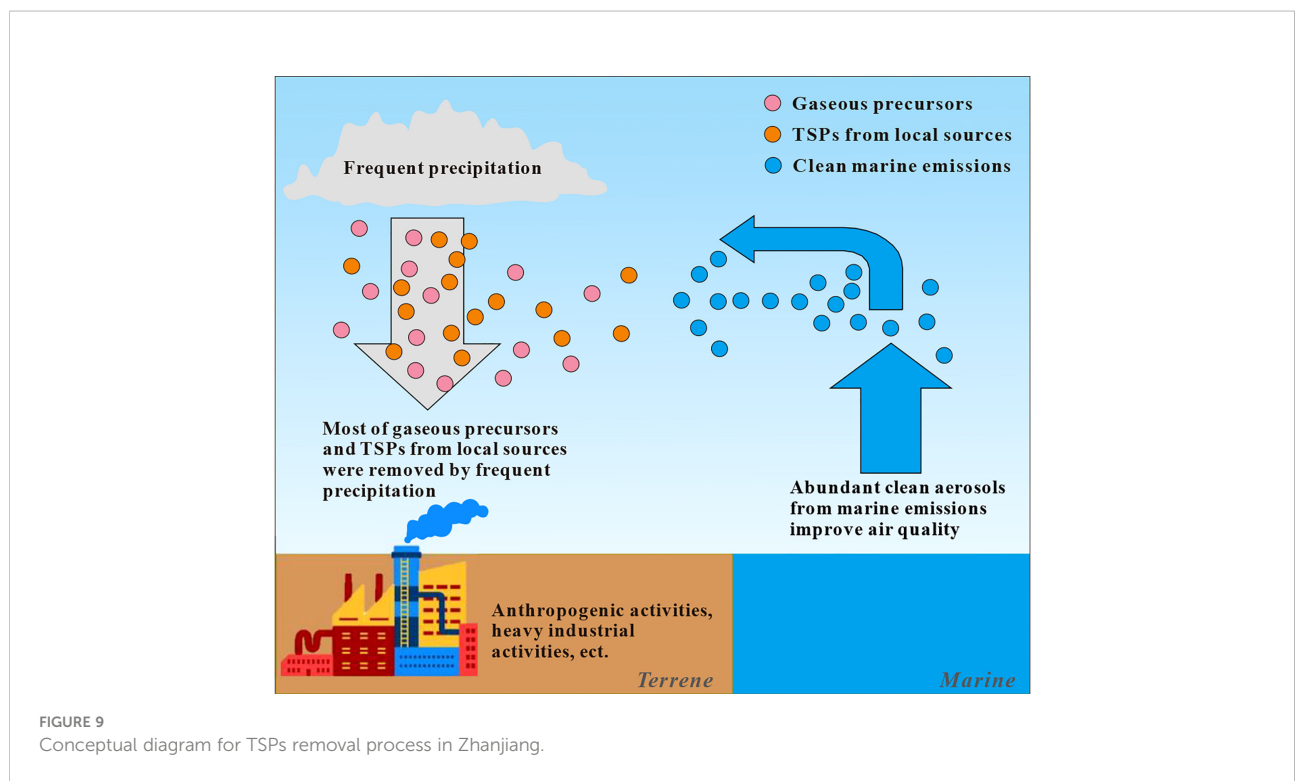 Gaseous precursors
TSPs from local sources
Clean marine emissions
Frequent precipitation
Most of gaseous precursors
and TSPs from local sources
were removed by frequent
precipitation
Abundant clean aerosols
from marine emissions
improve air quality
Anthropogenic activities,
heavy industrial
activities, ect.
Terrene
Marine
FIGURE 9
Conceptual diagram for TSPs removal process in Zhanjiang.